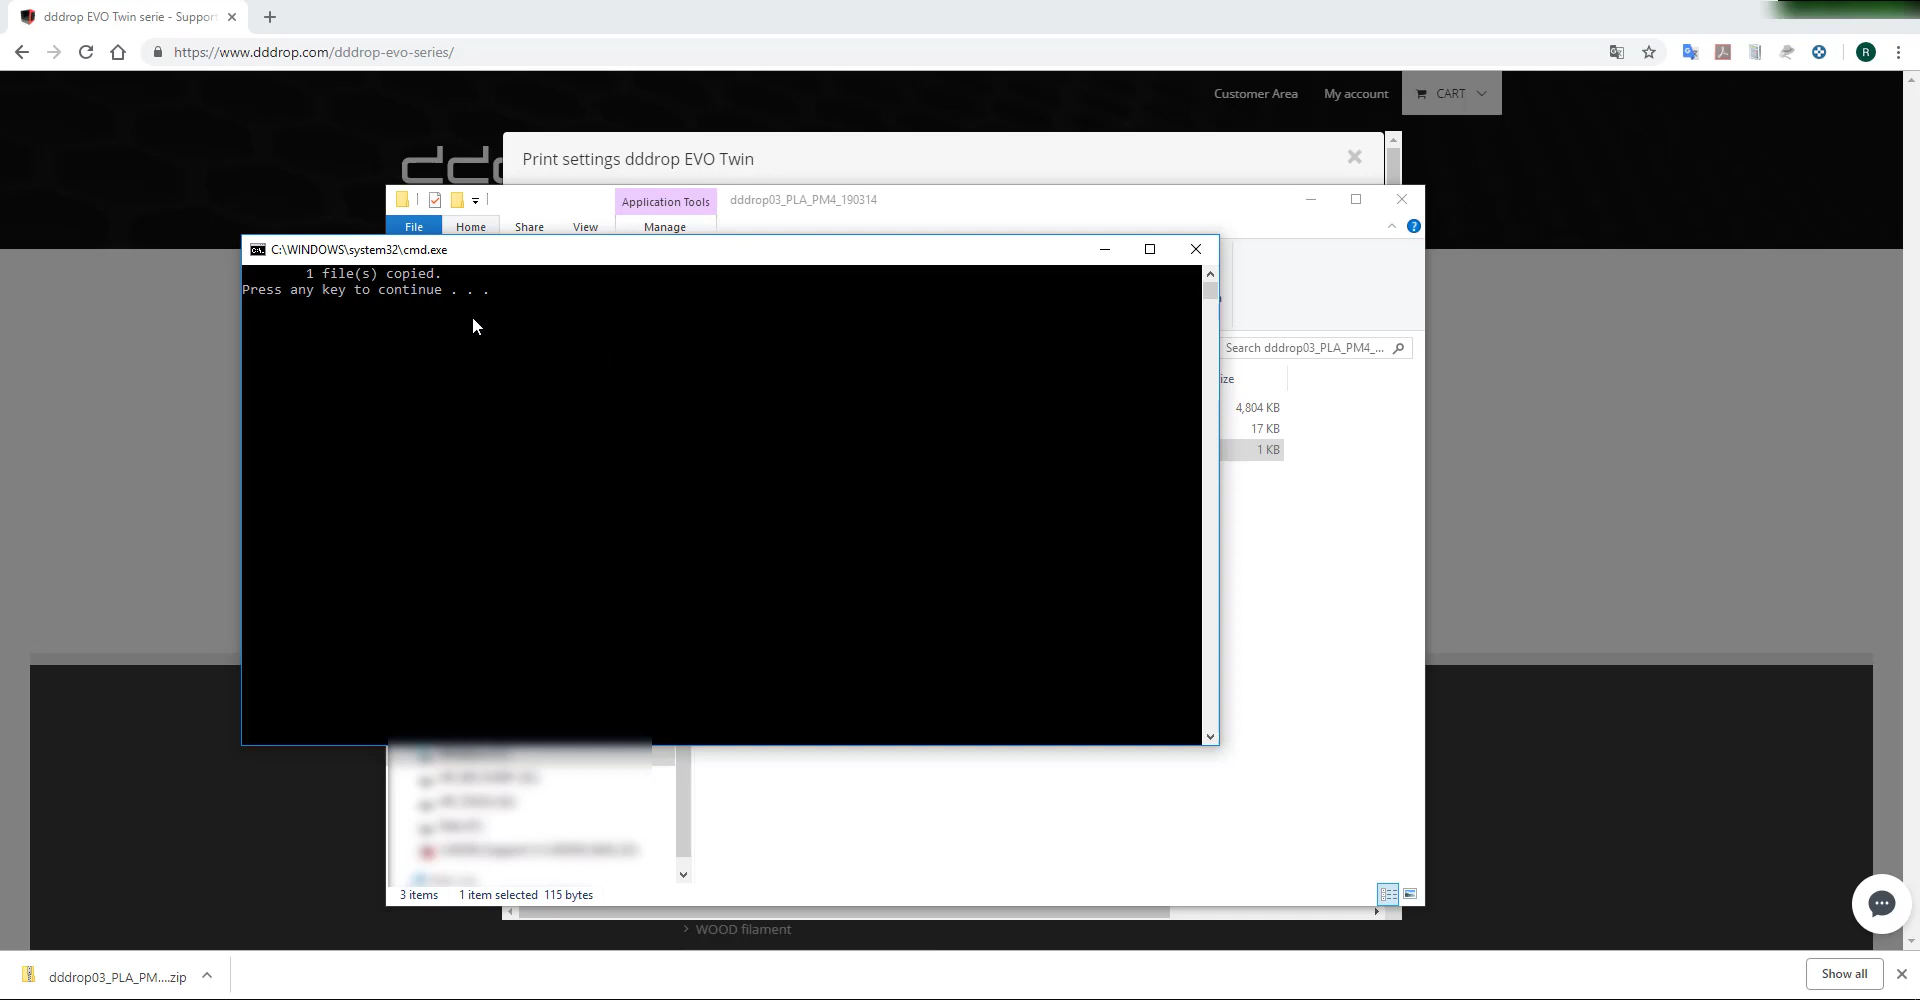 dddrop EVO Twin serie - Support
https://www.dddrop.com/dddrop-evo-series/
R
Customer Area
My account
CART
Print settings dddrop EVO Twin
Application Tools
dddrop03_PLA_PM4_190314
File
Home
Share
View
Manage
C:\WINDOWS\system32\cmd.exe
1 file(s) copied.
Press any key to continue . . .
Search dddrop03_PLA_PM4_...
ize
4,804 KB
17 KB
1 KB
3 items
1 item selected 115 bytes
WOOD filament
dddrop03_PLA_PM....zip
Show all